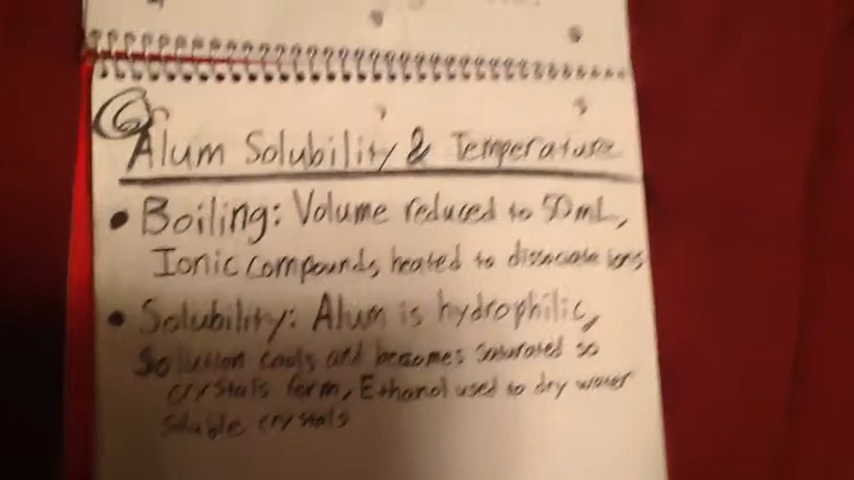 6
Alum Solubility & Temperature
• Boiling: Volume reduced to 50mL,
Ionic compounds heated to dissociate ions
• Solubility: Alum is hydrophilic,
Solution cools and becomes saturated so
crystals form, Ethanol used to dry water
soluble crystals